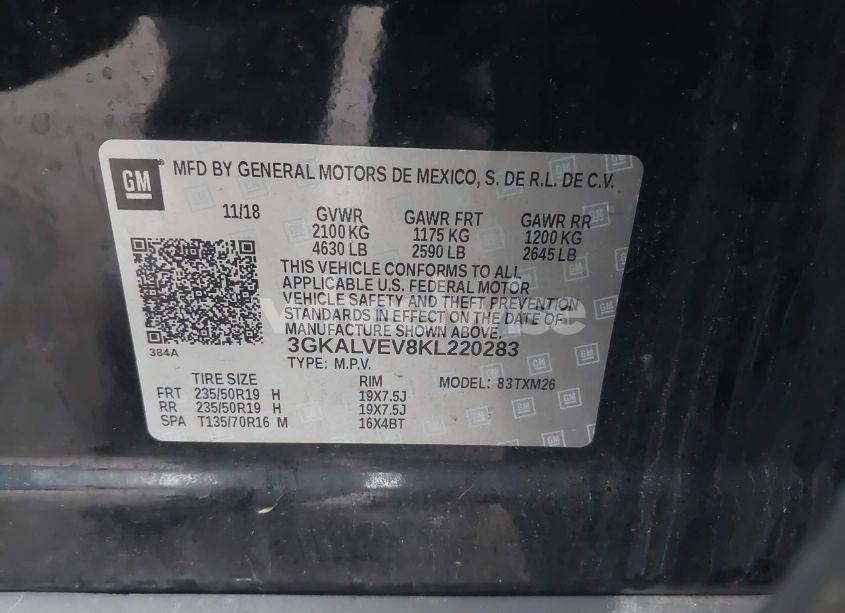 GM
MFD BY GENERAL MOTORS DE MEXICO, S. DE R.L. DE C.V.
11/18 GVWR GAWR FRT GAWR RR
2100 KG 1175 KG 1200 KG
4630 LB 2590 LB 2645 LB
THIS VEHICLE CONFORMS TO ALL
APPLICABLE U.S. FEDERAL MOTOR
VEHICLE SAFETY AND THEFT PREVENTION
STANDARDS IN EFFECT ON THE DATE OF
MANUFACTURE SHOWN ABOVE.
384A
3GKALVEV8KL220283
TYPE: M.P.V.
TIRE SIZE RIM MODEL: 83TXM26
FRT 235/50R19 H 19X7.5J
RR 235/50R19 H 19X7.5J
SPA T135/70R16 M 16X4BT